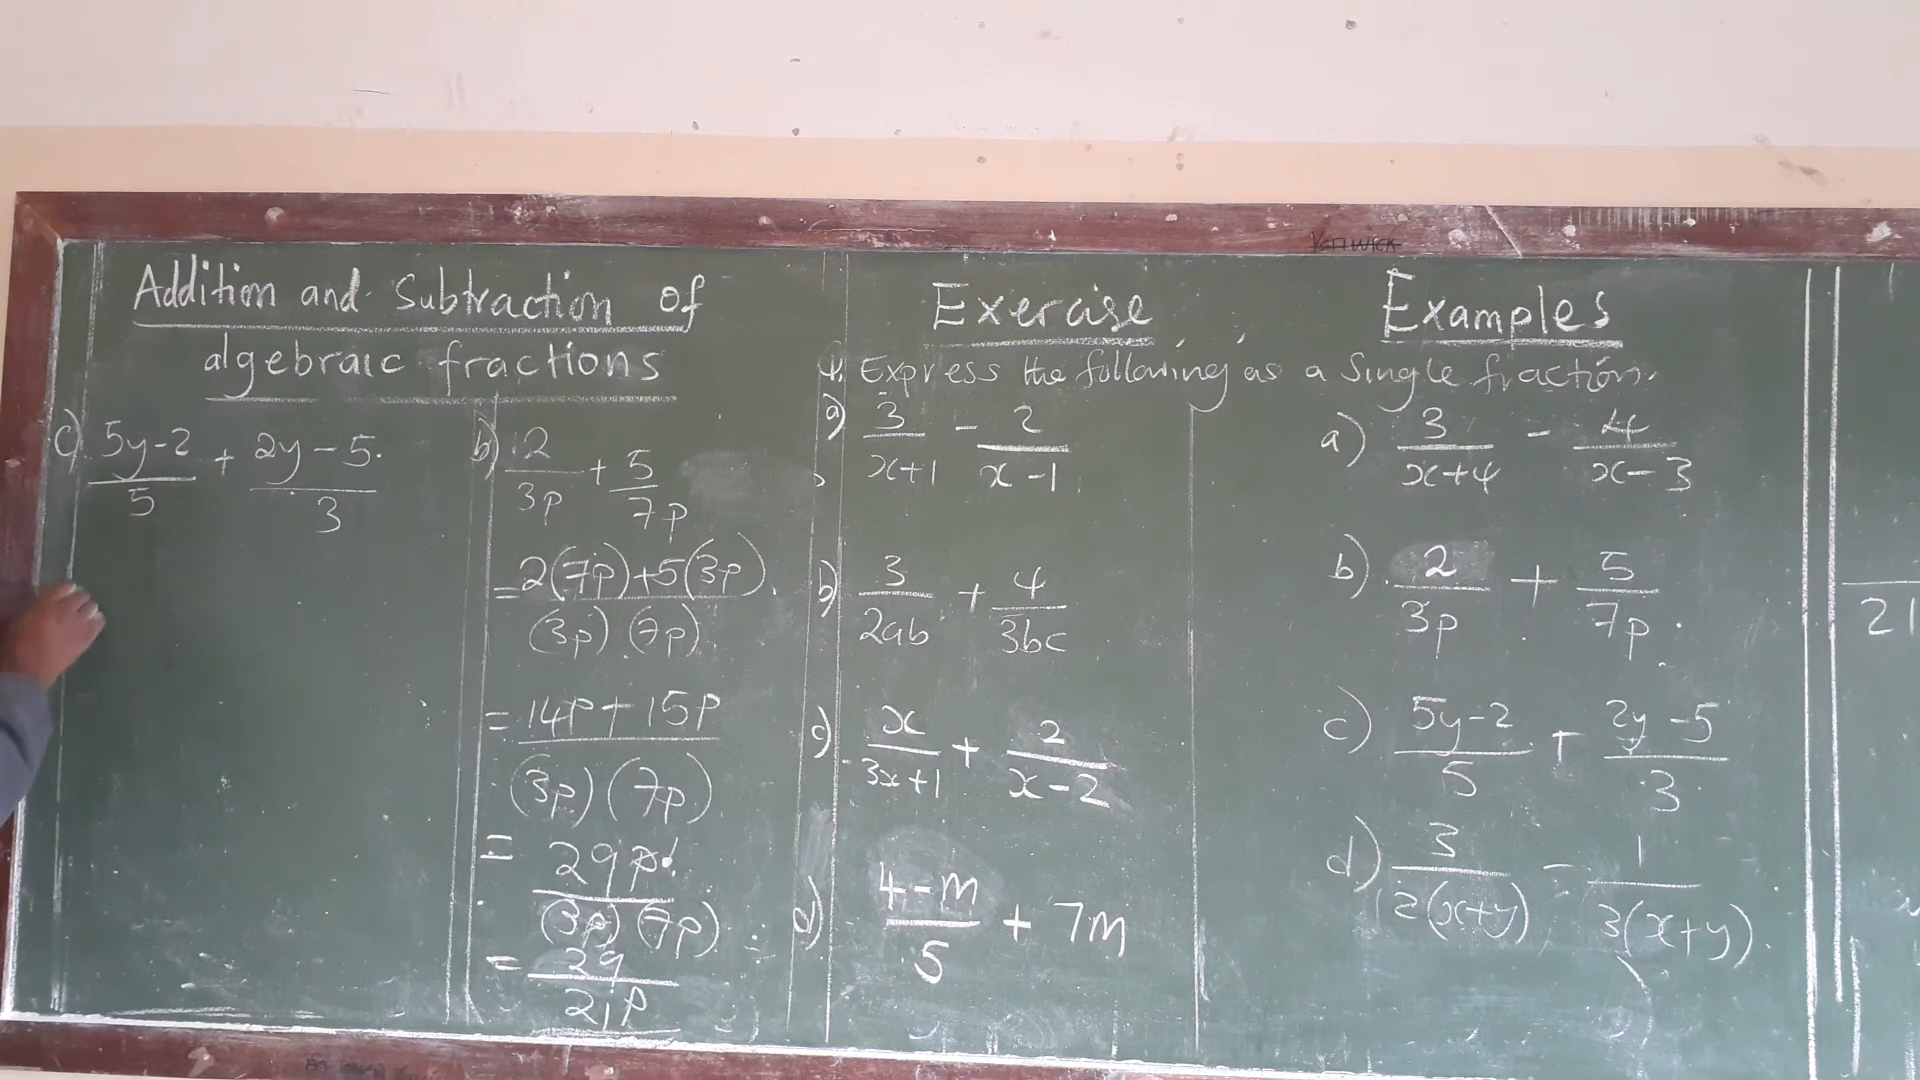 Vanwick
Addition and Subtraction of
algebraic fractions
c) 5y-2/5 + 2y-5/3
b) 2/3p + 5/7p
= 2(7p)+5(3p)/(3p)(7p)
= 14p+15p/(3p)(7p)
= 29p/(3p)(7p)
= 29/21p
Exercise
Express the following as a Single fraction.
a) 3/x+1 - 2/x-1
b) 3/2ab + 4/3bc
c) x/3x+1 + 2/x-2
d) 4-m/5 + 7m
Examples
a) 3/x+4 - 4/x-3
b) 2/3p + 5/7p
c) 5y-2/5 + 2y-5/3
d) 3/2(x+y) - 1/3(x+y)
21